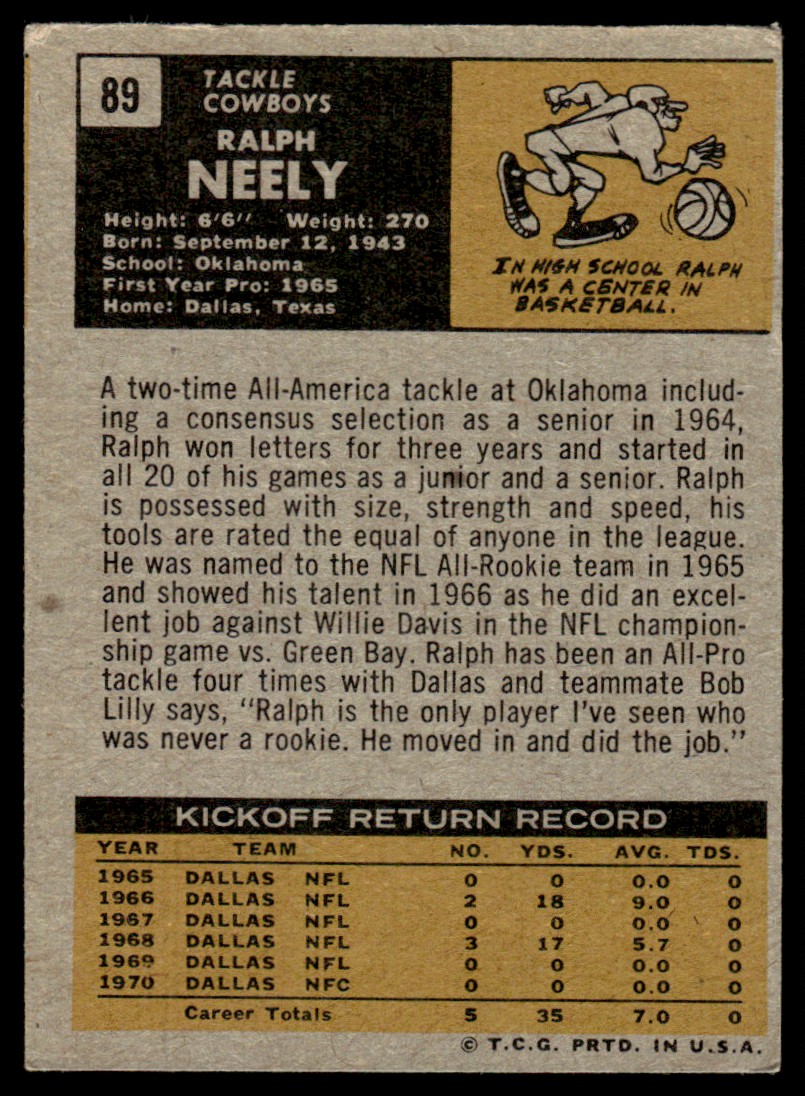 89
TACKLE
COWBOYS
RALPH
NEELY
Height: 6'6" Weight: 270
Born: September 12, 1943
School: Oklahoma
First Year Pro: 1965
Home: Dallas, Texas
IN HIGH SCHOOL RALPH
WAS A CENTER IN
BASKETBALL.
A two-time All-America tackle at Oklahoma includ-
ing a consensus selection as a senior in 1964,
Ralph won letters for three years and started in
all 20 of his games as a junior and a senior. Ralph
is possessed with size, strength and speed, his
tools are rated the equal of anyone in the league.
He was named to the NFL All-Rookie team in 1965
and showed his talent in 1966 as he did an excel-
lent job against Willie Davis in the NFL champion-
ship game vs. Green Bay. Ralph has been an All-Pro
tackle four times with Dallas and teammate Bob
Lilly says, "Ralph is the only player I've seen who
was never a rookie. He moved in and did the job."
KICKOFF RETURN RECORD
YEAR TEAM NO. YDS. AVG. TDS.
1965 DALLAS NFL 0 0 0.0 0
1966 DALLAS NFL 2 18 9.0 0
1967 DALLAS NFL 0 0 0.0 0
1968 DALLAS NFL 3 17 5.7 0
1969 DALLAS NFL 0 0 0.0 0
1970 DALLAS NFC 0 0 0.0 0
Career Totals 5 35 7.0 0
© T.C.G. PRTD. IN U.S.A.